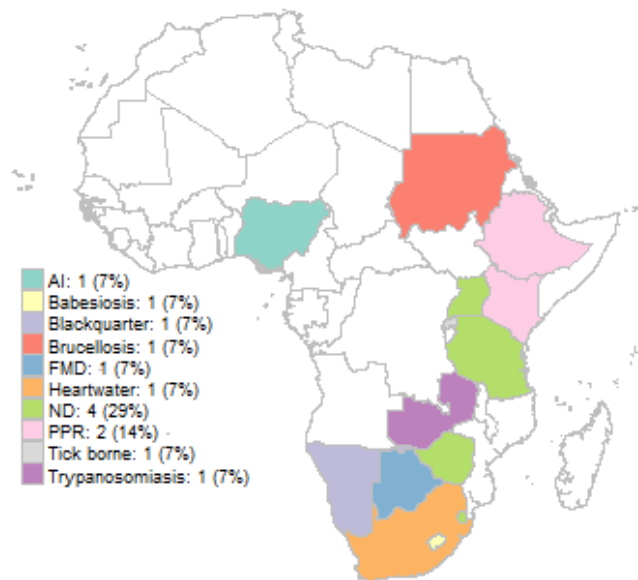 AI: 1 (7%)
Babesiosis: 1 (7%)
Blackquarter: 1 (7%)
Brucellosis: 1 (7%)
FMD: 1 (7%)
Heartwater: 1 (7%)
ND: 4 (29%)
PPR: 2 (14%) -
Tick borne: 1 (7%)
Trypanosomiasis: 1 (7%)